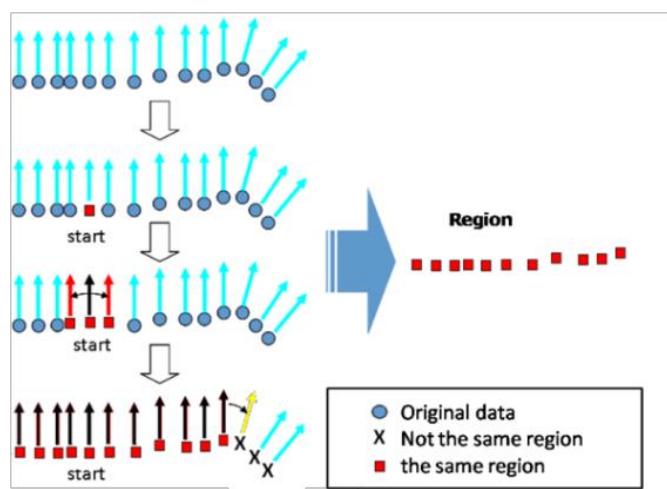 start
Region
start
start
Original data
X Not the same region
the same region
X
X
X